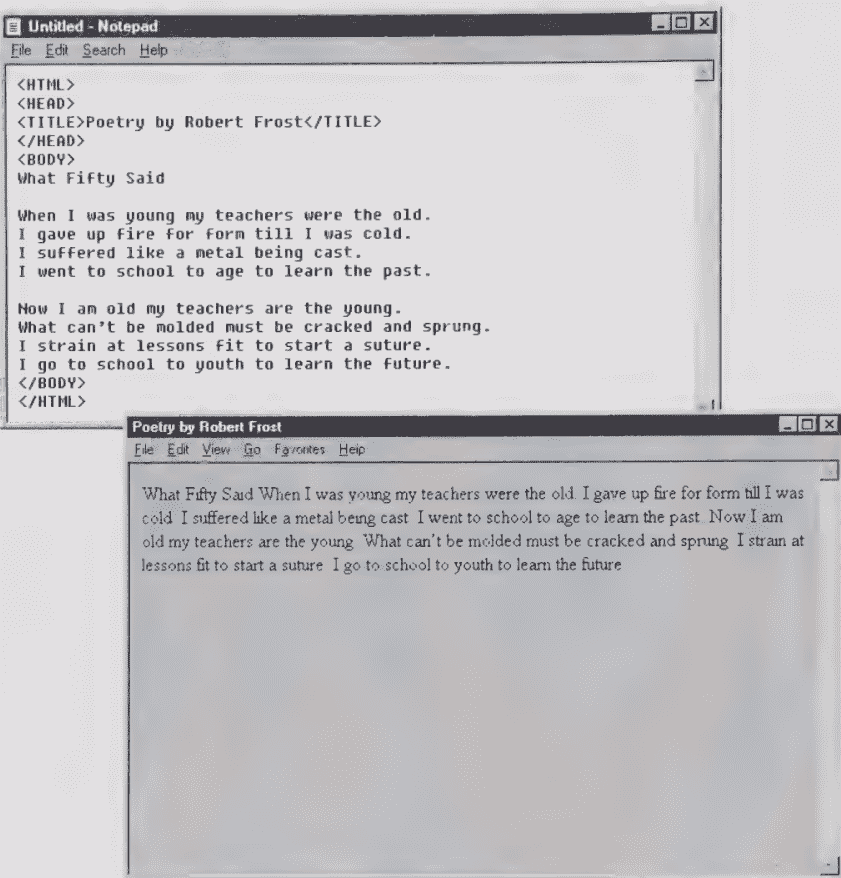 Untitled - Notepad
File Edit Search Help
<HTML>
<HEAD>
<TITLE>Poetry by Robert Frost</TITLE>
</HEAD>
<BODY>
What Fifty Said
When I was young my teachers were the old.
I gave up fire for form till I was cold.
I suffered like a metal being cast.
I went to school to age to learn the past.
Now I am old my teachers are the young.
What can't be molded must be cracked and sprung.
I strain at lessons fit to start a suture.
I go to school to youth to learn the future.
</BODY>
</HTML>
Poetry by Robert Frost
File Edit View Go Favorites Help
What Fifty Said When I was young my teachers were the old. I gave up fire for form till I was
cold. I suffered like a metal being cast. I went to school to age to learn the past. Now I am
old my teachers are the young. What can't be molded must be cracked and sprung. I strain at
lessons fit to start a suture. I go to school to youth to learn the future.